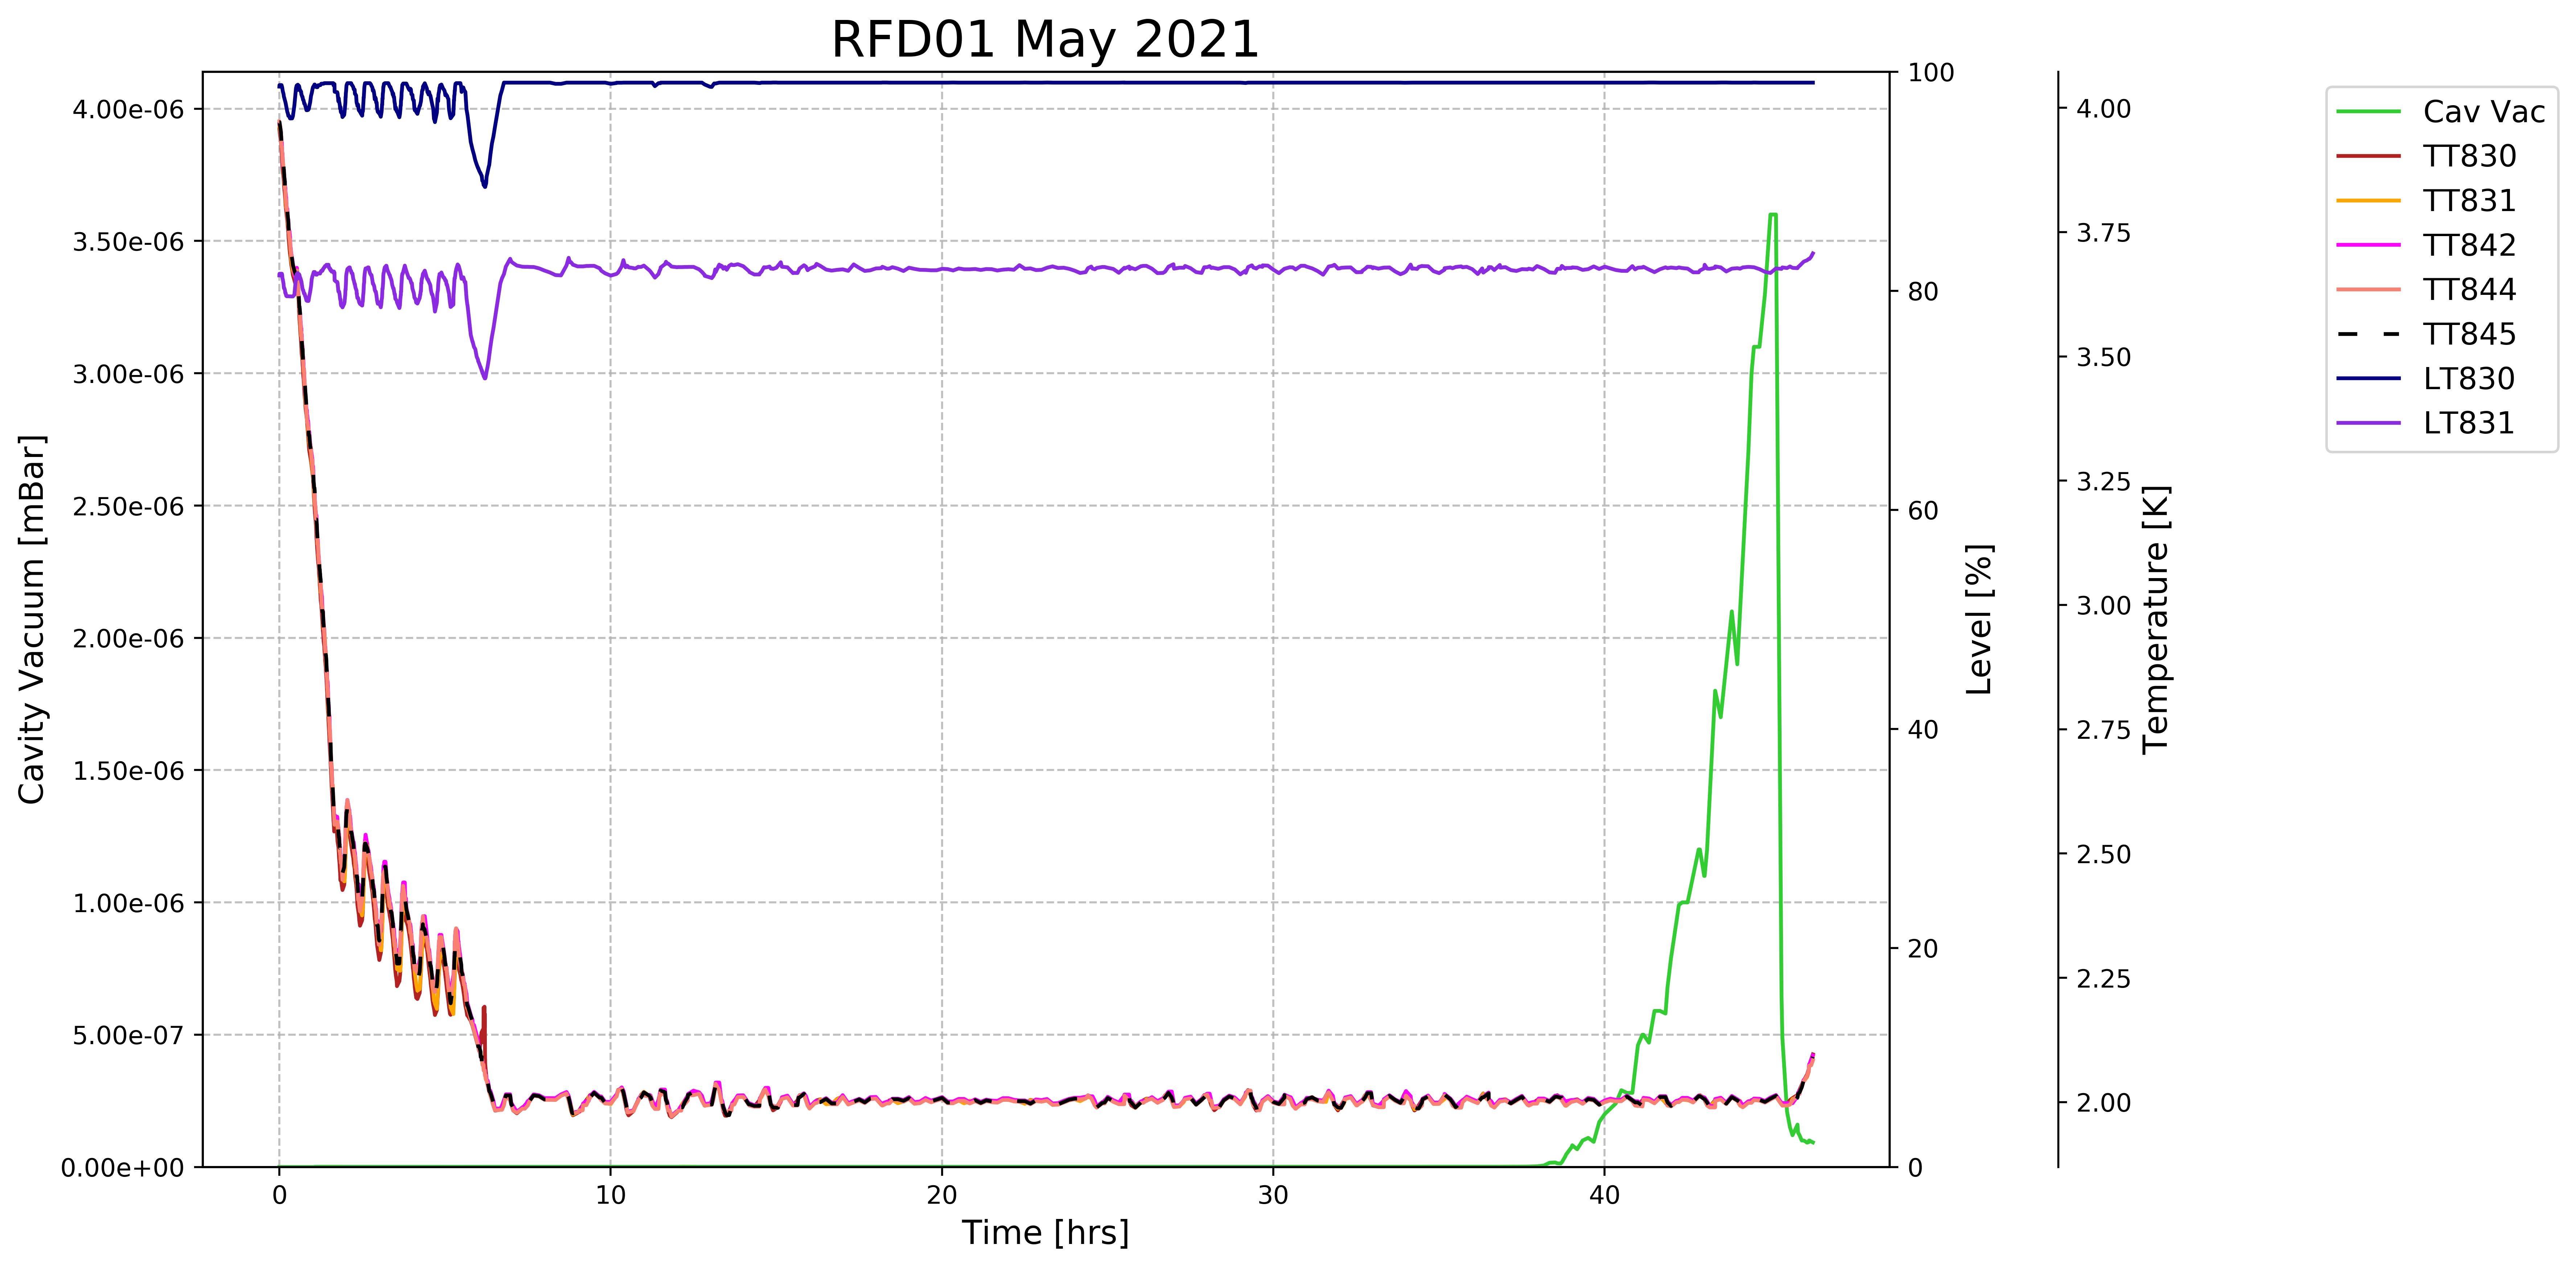 RFD01 May 2021
Cavity Vacuum [mBar]
4.00e-06
3.50e-06
3.00e-06
2.50e-06
2.00e-06
1.50e-06
1.00e-06
5.00e-07
0.00e+00
0
10
20
30
40
Time [hrs]
100
80
60
40
20
0
Level [%]
4.00
3.75
3.50
3.25
3.00
2.75
2.50
2.25
2.00
Temperature [K]
Cav Vac
TT830
TT831
TT842
TT844
TT845
LT830
LT831